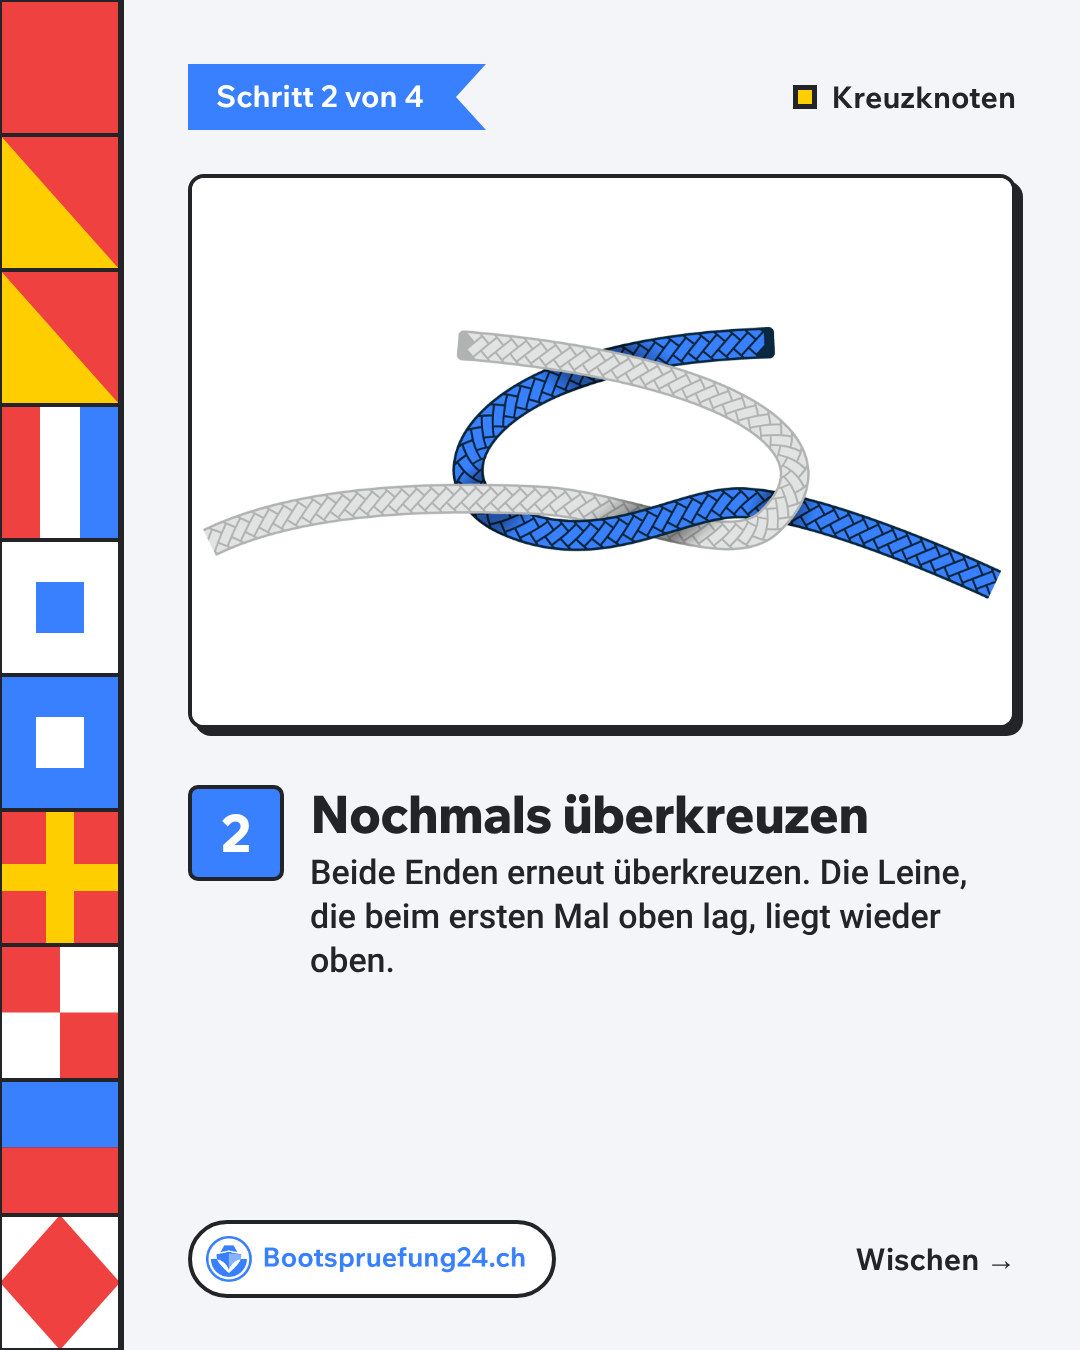 Schritt 2 von 4
Kreuzknoten
2
Nochmals überkreuzen
Beide Enden erneut überkreuzen. Die Leine,
die beim ersten Mal oben lag, liegt wieder
oben.
Bootspruefung24.ch
Wischen →